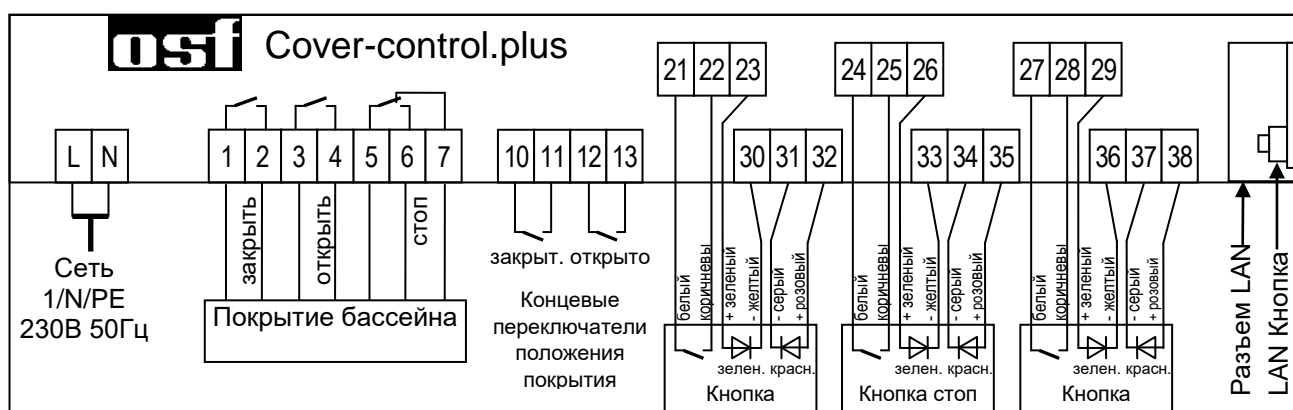 osf Cover-control.plus
21 22 23
24 25 26
27 28 29
L N
1 2 3 4 5 6 7
10 11 12 13
30 31 32
33 34 35
36 37 38
закрыть
открыть
стоп
закрыт. открыто
Сеть
1/N/PE
230В 50Гц
Покрытие бассейна
Концевые
переключатели
положения
покрытия
белый
коричневы
+ зеленый
- желтый
- серый
+ розовый
зелен. красн.
Кнопка
белый
коричневы
+ зеленый
- желтый
- серый
+ розовый
зелен. красн.
Кнопка стоп
белый
коричневы
+ зеленый
- желтый
- серый
+ розовый
зелен. красн.
Кнопка
Разъем LAN
LAN Кнопка